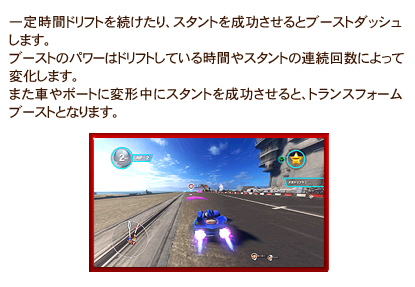 一定時間ドリフトを続けたり、スタントを成功させるとブーストダッシュ
します。
ブーストのパワーはドリフトしている時間やスタントの連続回数によって
変化します。
また車やボートに変形中にスタントを成功させると、トランスフォーム
ブーストとなります。
2